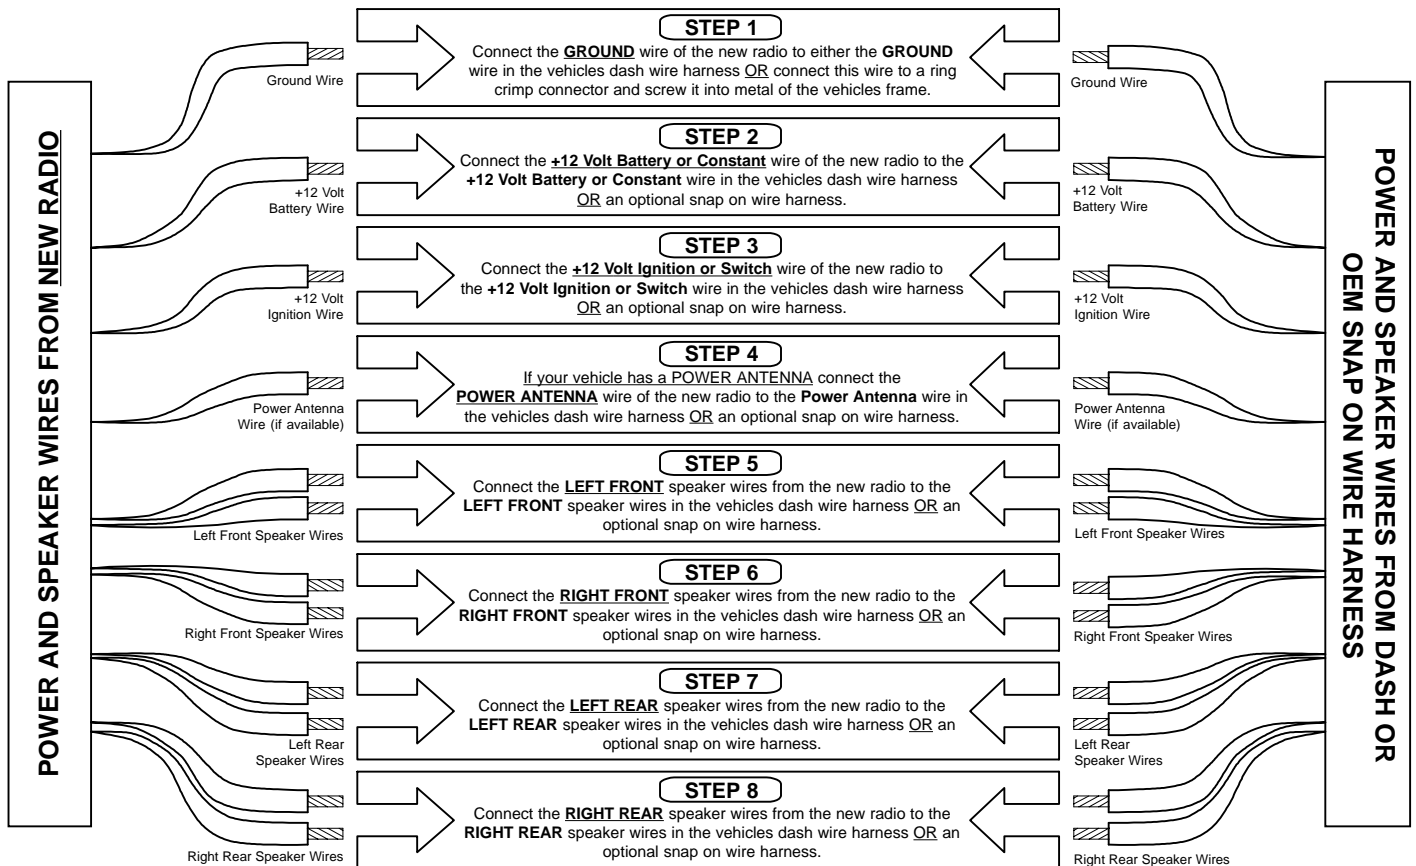 POWER AND SPEAKER WIRES FROM NEW RADIO
STEP 1
Connect the GROUND wire of the new radio to either the GROUND
wire in the vehicles dash wire harness OR connect this wire to a ring
crimp connector and screw it into metal of the vehicles frame.
Ground Wire
Ground Wire
STEP 2
Connect the +12 Volt Battery or Constant wire of the new radio to the
+12 Volt Battery or Constant wire in the vehicles dash wire harness
OR an optional snap on wire harness.
+12 Volt
Battery Wire
+12 Volt
Battery Wire
STEP 3
Connect the +12 Volt Ignition or Switch wire of the new radio to
the +12 Volt Ignition or Switch wire in the vehicles dash wire harness
OR an optional snap on wire harness.
+12 Volt
Ignition Wire
+12 Volt
Ignition Wire
STEP 4
If your vehicle has a POWER ANTENNA connect the
POWER ANTENNA wire of the new radio to the Power Antenna wire in
the vehicles dash wire harness OR an optional snap on wire harness.
Power Antenna
Wire (if available)
Power Antenna
Wire (if available)
STEP 5
Connect the LEFT FRONT speaker wires from the new radio to the
LEFT FRONT speaker wires in the vehicles dash wire harness OR an
optional snap on wire harness.
Left Front Speaker Wires
Left Front Speaker Wires
STEP 6
Connect the RIGHT FRONT speaker wires from the new radio to the
RIGHT FRONT speaker wires in the vehicles dash wire harness OR an
optional snap on wire harness.
Right Front Speaker Wires
Right Front Speaker Wires
STEP 7
Connect the LEFT REAR speaker wires from the new radio to the
LEFT REAR speaker wires in the vehicles dash wire harness OR an
optional snap on wire harness.
Left Rear
Speaker Wires
Left Rear
Speaker Wires
STEP 8
Connect the RIGHT REAR speaker wires from the new radio to the
RIGHT REAR speaker wires in the vehicles dash wire harness OR an
optional snap on wire harness.
Right Rear Speaker Wires
Right Rear Speaker Wires
POWER AND SPEAKER WIRES FROM DASH OR
OEM SNAP ON WIRE HARNESS